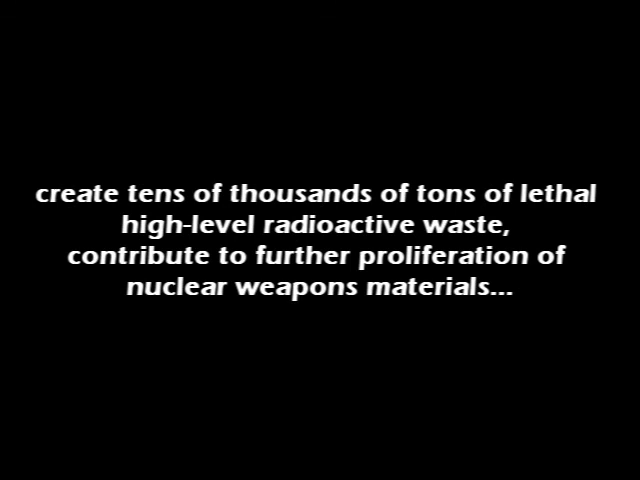 create tens of thousands of tons of lethal
high-level radioactive waste,
contribute to further proliferation of
nuclear weapons materials...